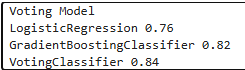 Voting Model
LogisticRegression 0.76
GradientBoostingClassifier 0.82
VotingClassifier 0.84